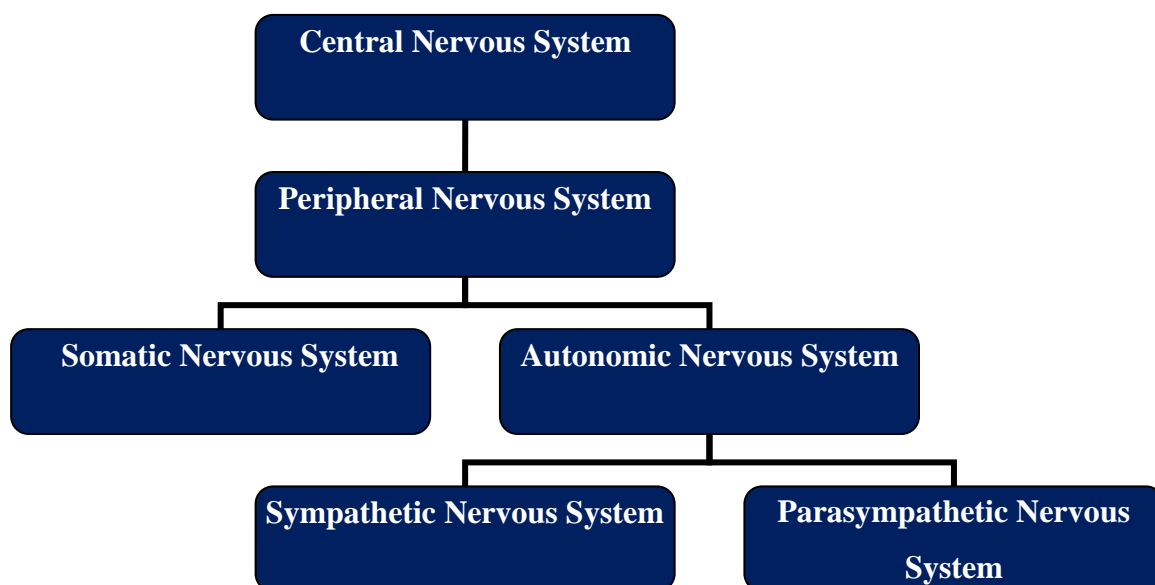 Central Nervous System
Peripheral Nervous System
Somatic Nervous System
Autonomic Nervous System
Sympathetic Nervous System
Parasympathetic Nervous
System